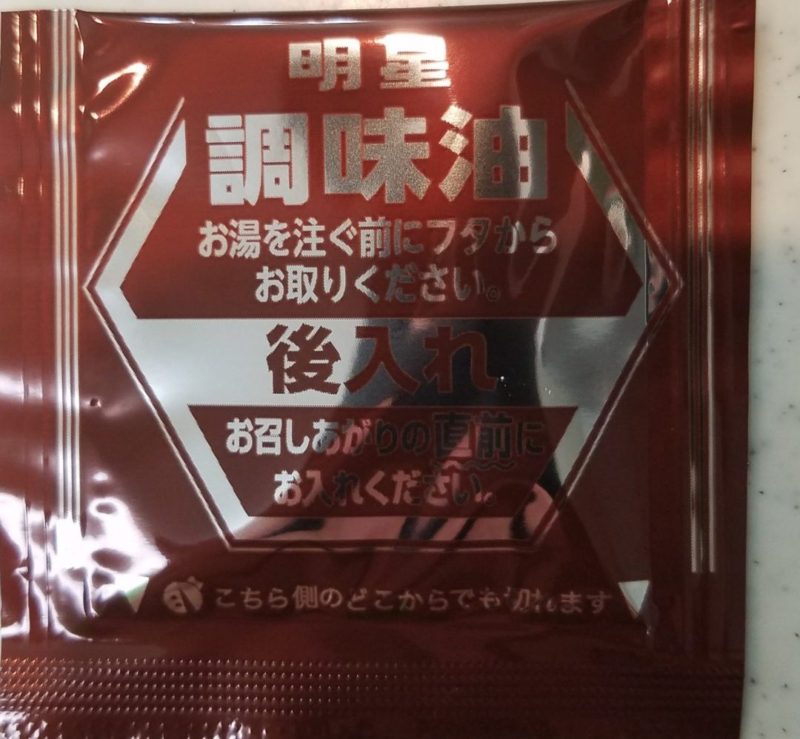 明星
調味油
お湯を注ぐ前にフタから
お取りください。
後入れ
お召しあがりの直前に
お入れください。
こちら側のどこからでも切れます